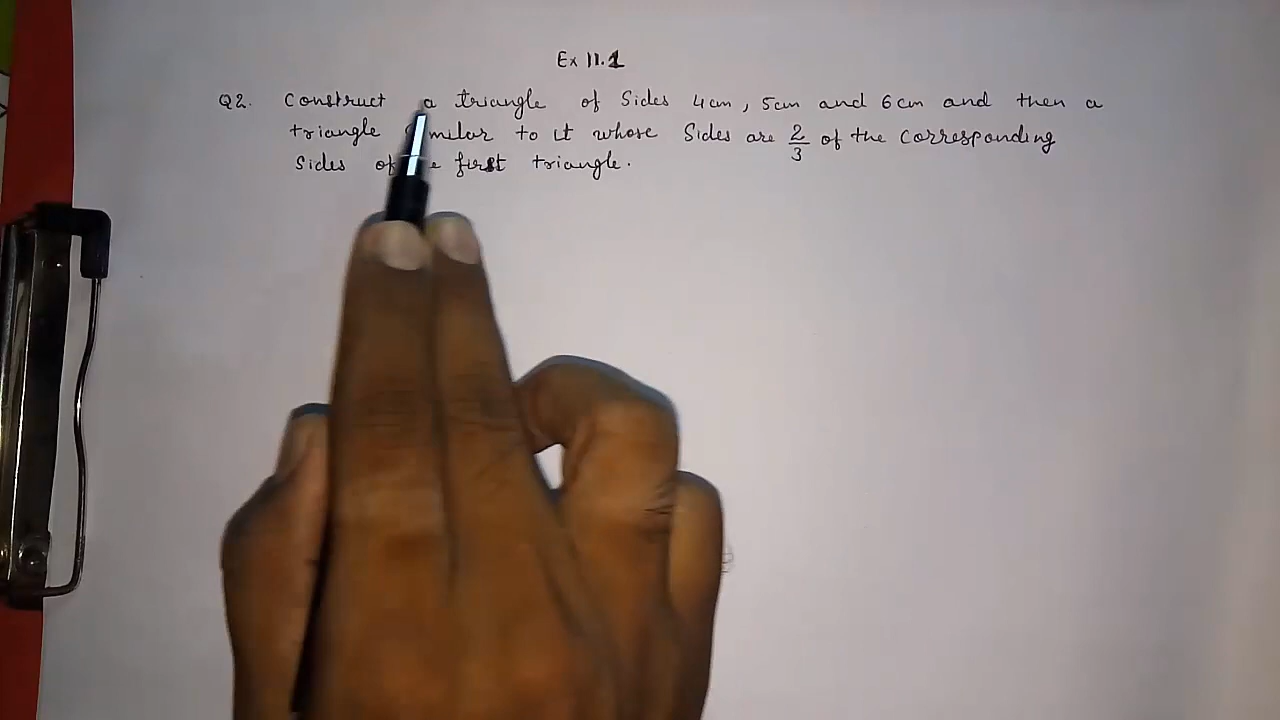 Ex 11.1
Q2. Construct a triangle of Sides 4cm, 5cm and 6cm and then a
triangle to it whose Sides are 2/3 of the corresponding
Sides of first triangle.